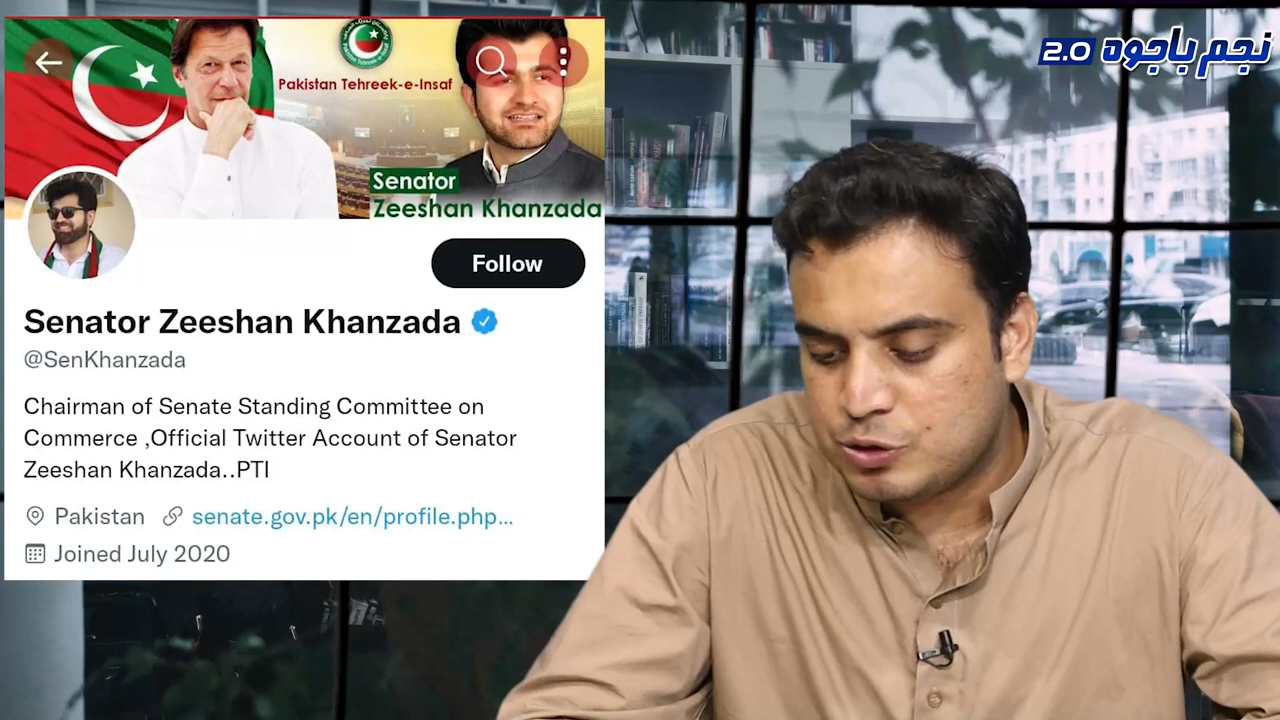 Pakistan Tehreek-e-Insaf
Senator
Zeeshan Khanzada
Follow
Senator Zeeshan Khanzada
@SenKhanzada
Chairman of Senate Standing Committee on
Commerce ,Official Twitter Account of Senator
Zeeshan Khanzada..PTI
Pakistan senate.gov.pk/en/profile.php...
Joined July 2020
نجم باجوہ 2.0